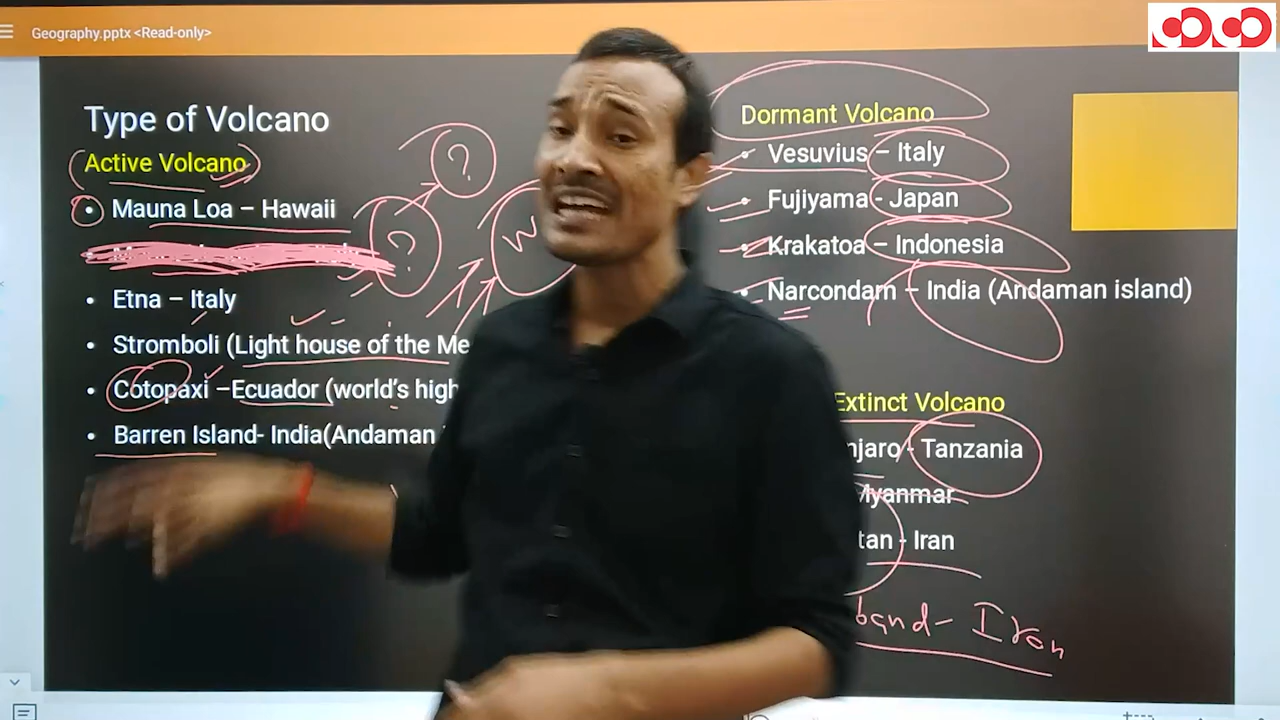 Geography.pptx <Read-only>
Type of Volcano
Active Volcano
• Mauna Loa – Hawaii
• Etna – Italy
• Stromboli (Light house of the Me
• Cotopaxi –Ecuador (world's high
• Barren Island- India(Andaman
?
?
W
Dormant Volcano
• Vesuvius – Italy
• Fujiyama - Japan
• Krakatoa – Indonesia
• Narcondam – India (Andaman island)
Extinct Volcano
njaro - Tanzania
Myanmar
tan - Iran
band - Iron